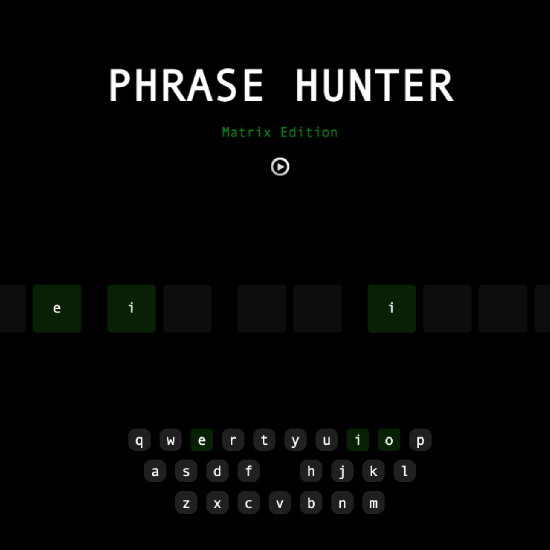 PHRASE HUNTER
Matrix Edition
e i i
q w e r t y u i o p
a s d f h j k l
z x c v b n m